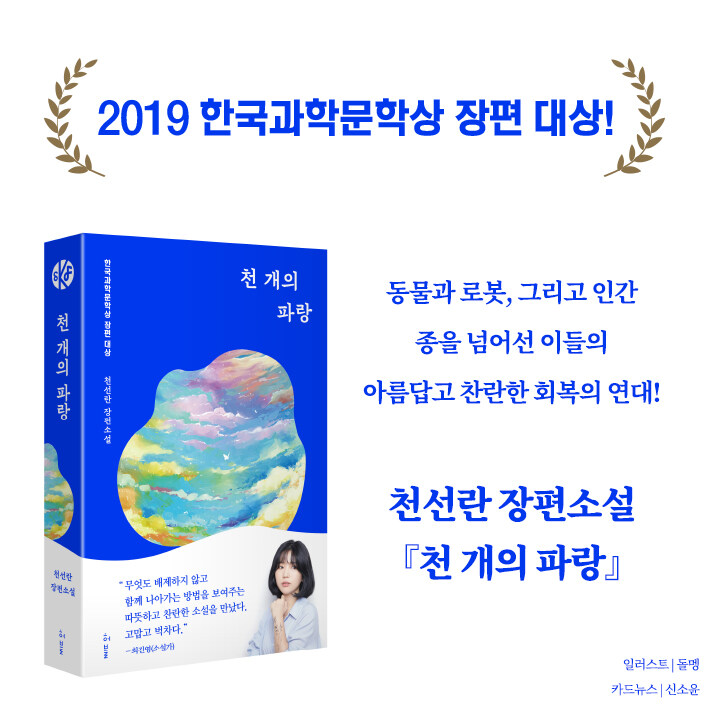 2019 한국과학문학상 장편 대상!
천 개의 파랑
천선란
장편소설
허블
한국과학문학상 장편 대상
천선란 장편소설
천 개의
파랑
“무엇도 배제하지 않고
함께 나아가는 방법을 보여주는
따뜻하고 찬란한 소설을 만났다.
고맙고 벅차다.”
—최진영(소설가)
허블
동물과 로봇, 그리고 인간
종을 넘어선 이들의
아름답고 찬란한 회복의 연대!
천선란 장편소설
『천 개의 파랑』
일러스트 | 돌멩
카드뉴스 | 신소윤